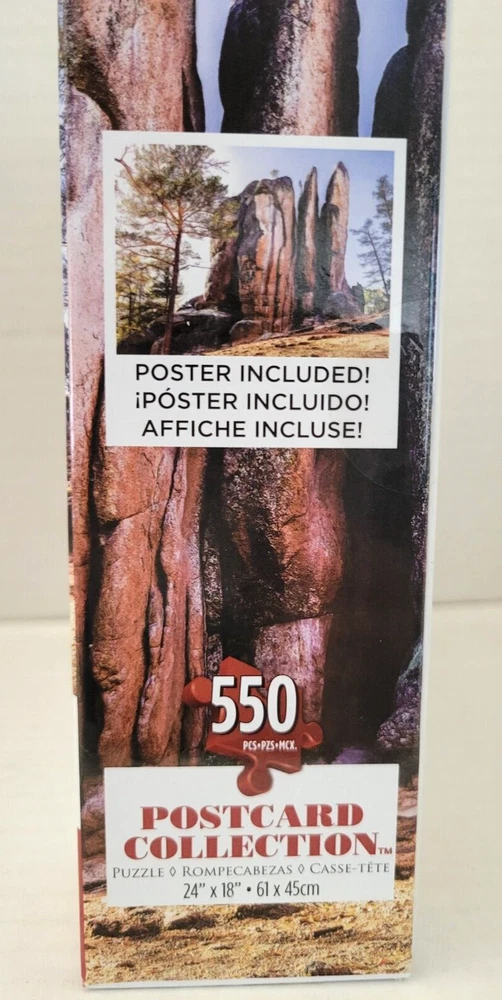 POSTER INCLUDED!
¡PÓSTER INCLUIDO!
AFFICHE INCLUSE!
550
PCS•PZS•MCX.
POSTCARD
COLLECTION™
PUZZLE ◊ ROMPECABEZAS ◊ CASSE-TÊTE
24” x 18” • 61 x 45cm